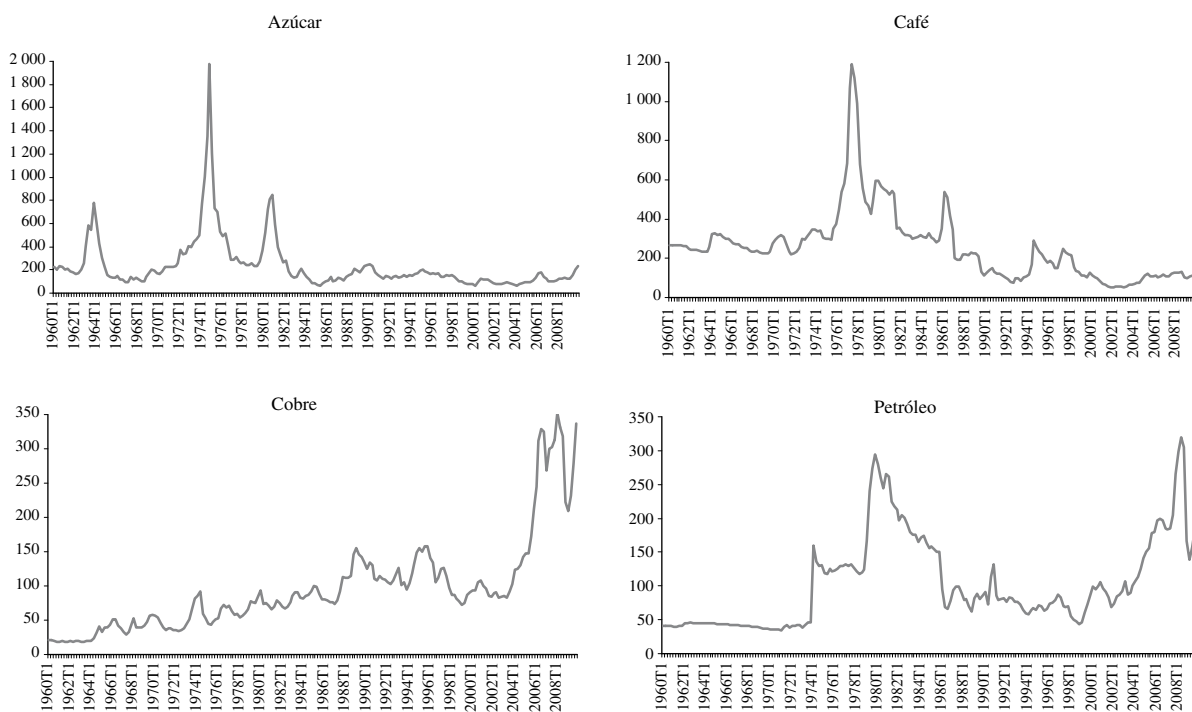 Azúcar
2 000
1 800
1 600
1 400
1 200
1 000
800
600
400
200
0
1960T1
1962T1
1964T1
1966T1
1968T1
1970T1
1972T1
1974T1
1976T1
1978T1
1980T1
1982T1
1984T1
1986T1
1988T1
1990T1
1992T1
1994T1
1996T1
1998T1
2000T1
2002T1
2004T1
2006T1
2008T1
Café
1 200
1 000
800
600
400
200
0
1960T1
1962T1
1964T1
1966T1
1968T1
1970T1
1972T1
1974T1
1976T1
1978T1
1980T1
1982T1
1984T1
1986T1
1988T1
1990T1
1992T1
1994T1
1996T1
1998T1
2000T1
2002T1
2004T1
2006T1
2008T1
Cobre
350
300
250
200
150
100
50
0
1960T1
1962T1
1964T1
1966T1
1968T1
1970T1
1972T1
1974T1
1976T1
1978T1
1980T1
1982T1
1984T1
1986T1
1988T1
1990T1
1992T1
1994T1
1996T1
1998T1
2000T1
2002T1
2004T1
2006T1
2008T1
Petróleo
350
300
250
200
150
100
50
0
1960T1
1962T1
1964T1
1966T1
1968T1
1970T1
1972T1
1974T1
1976T1
1978T1
1980T1
1982T1
1984T1
1986T1
1988T1
1990T1
1992T1
1994T1
1996T1
1998T1
2000T1
2002T1
2004T1
2006T1
2008T1